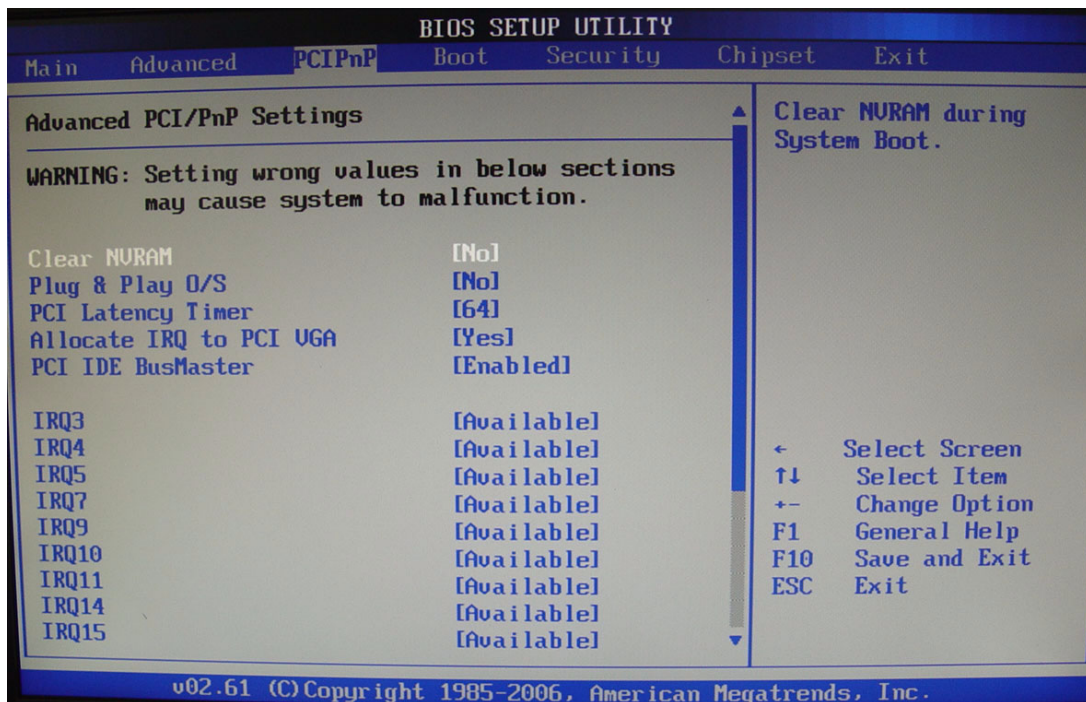 BIOS SETUP UTILITY
Main Advanced PCIPnP Boot Security Chipset Exit
Advanced PCI/PnP Settings
WARNING: Setting wrong values in below sections
may cause system to malfunction.
Clear NVRAM [No]
Plug & Play O/S [No]
PCI Latency Timer [64]
Allocate IRQ to PCI VGA [Yes]
PCI IDE BusMaster [Enabled]
IRQ3 [Available]
IRQ4 [Available]
IRQ5 [Available]
IRQ7 [Available]
IRQ9 [Available]
IRQ10 [Available]
IRQ11 [Available]
IRQ14 [Available]
IRQ15 [Available]
Clear NVRAM during
System Boot.
← Select Screen
↑↓ Select Item
+- Change Option
F1 General Help
F10 Save and Exit
ESC Exit
v02.61 (C)Copyright 1985-2006, American Megatrends, Inc.